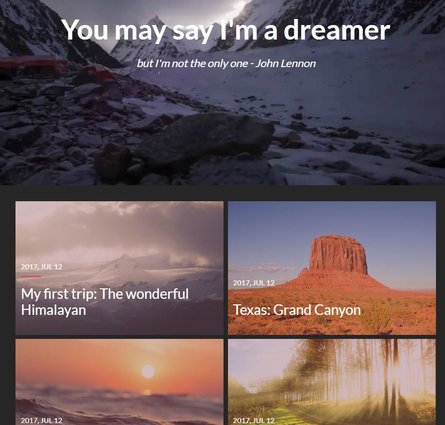 You may say I'm a dreamer
but I'm not the only one - John Lennon
2017, JUL 12
My first trip: The wonderful
Himalayan
2017, JUL 12
Texas: Grand Canyon
2017, JUL 12
2017, JUL 12